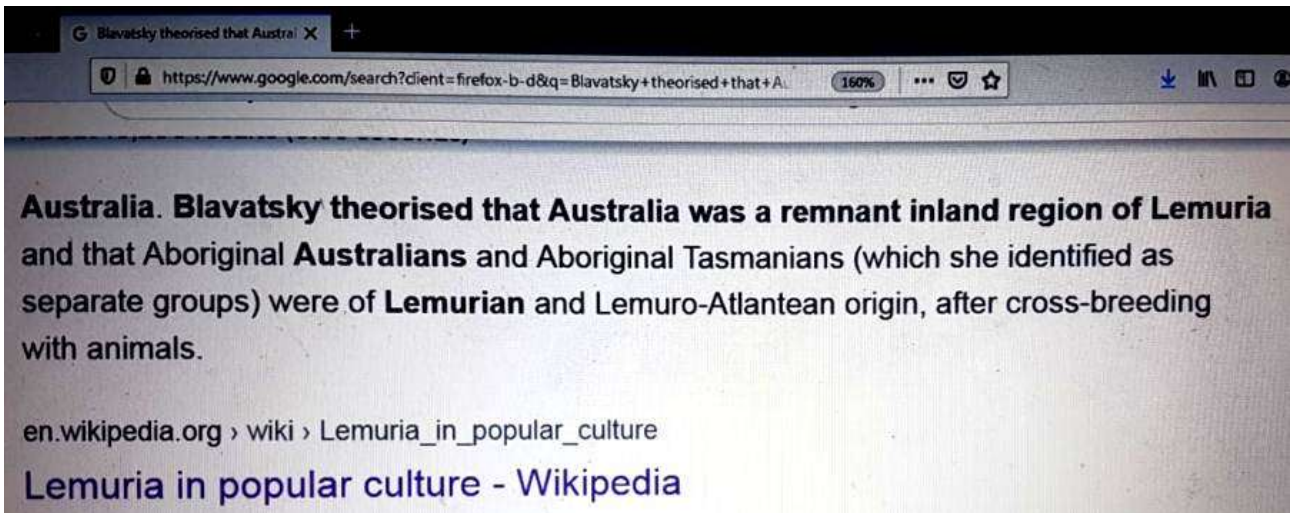 G Blavatsky theorised that Austral X +
https://www.google.com/search?client=firefox-b-d&q=Blavatsky+theorised+that+A 160%
Australia. Blavatsky theorised that Australia was a remnant inland region of Lemuria
and that Aboriginal Australians and Aboriginal Tasmanians (which she identified as
separate groups) were of Lemurian and Lemuro-Atlantean origin, after cross-breeding
with animals.
en.wikipedia.org › wiki › Lemuria_in_popular_culture
Lemuria in popular culture - Wikipedia